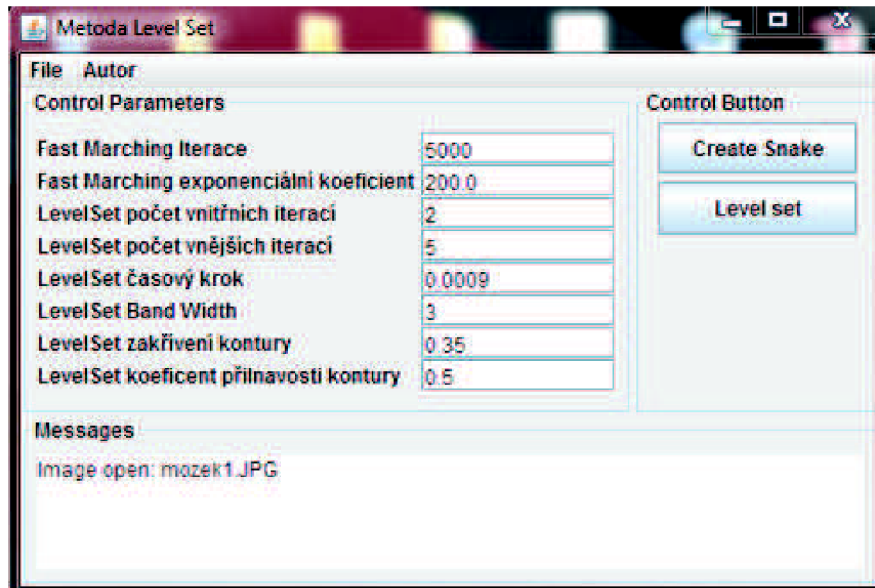 Metoda Level Set
File Autor
Control Parameters
Fast Marching Iterace 5000
Fast Marching exponenciální koeficient 200.0
LevelSet počet vnitřních iterací 2
LevelSet počet vnějších iterací 5
LevelSet časový krok 0.0009
LevelSet Band Width 3
LevelSet zakřivení kontury 0.35
LevelSet koeficent přilnavosti kontury 0.5
Control Button
Create Snake
Level set
Messages
Image open: mozek1.JPG